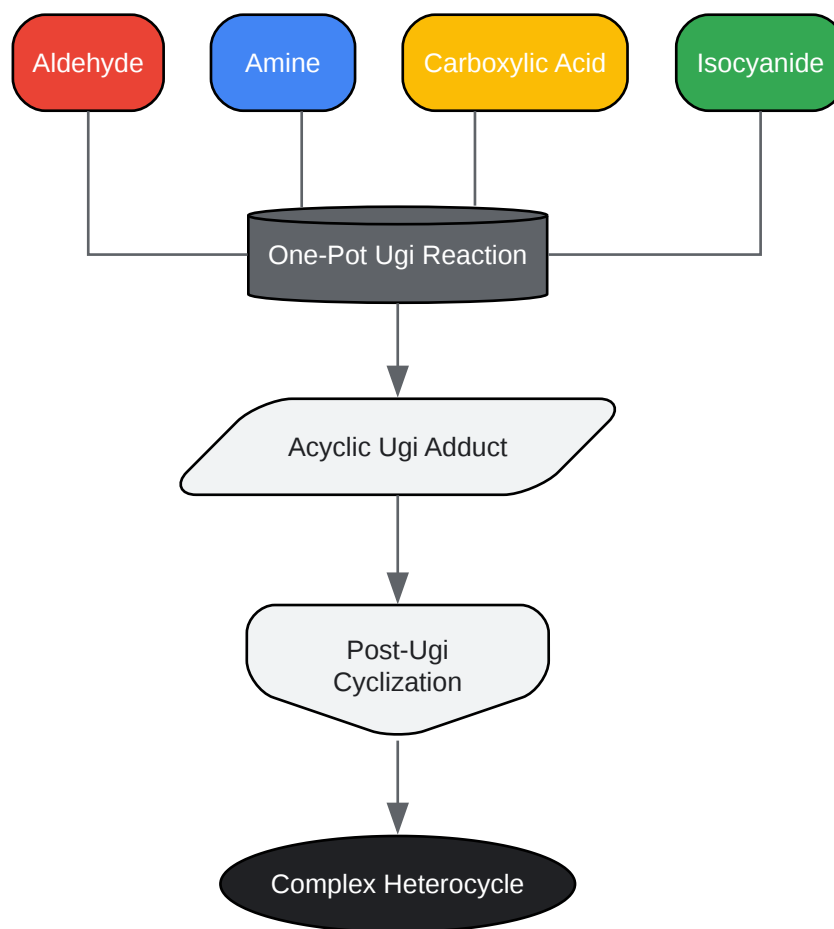 Aldehyde
Amine
Carboxylic Acid
Isocyanide
One-Pot Ugi Reaction
Acyclic Ugi Adduct
Post-Ugi
Cyclization
Complex Heterocycle